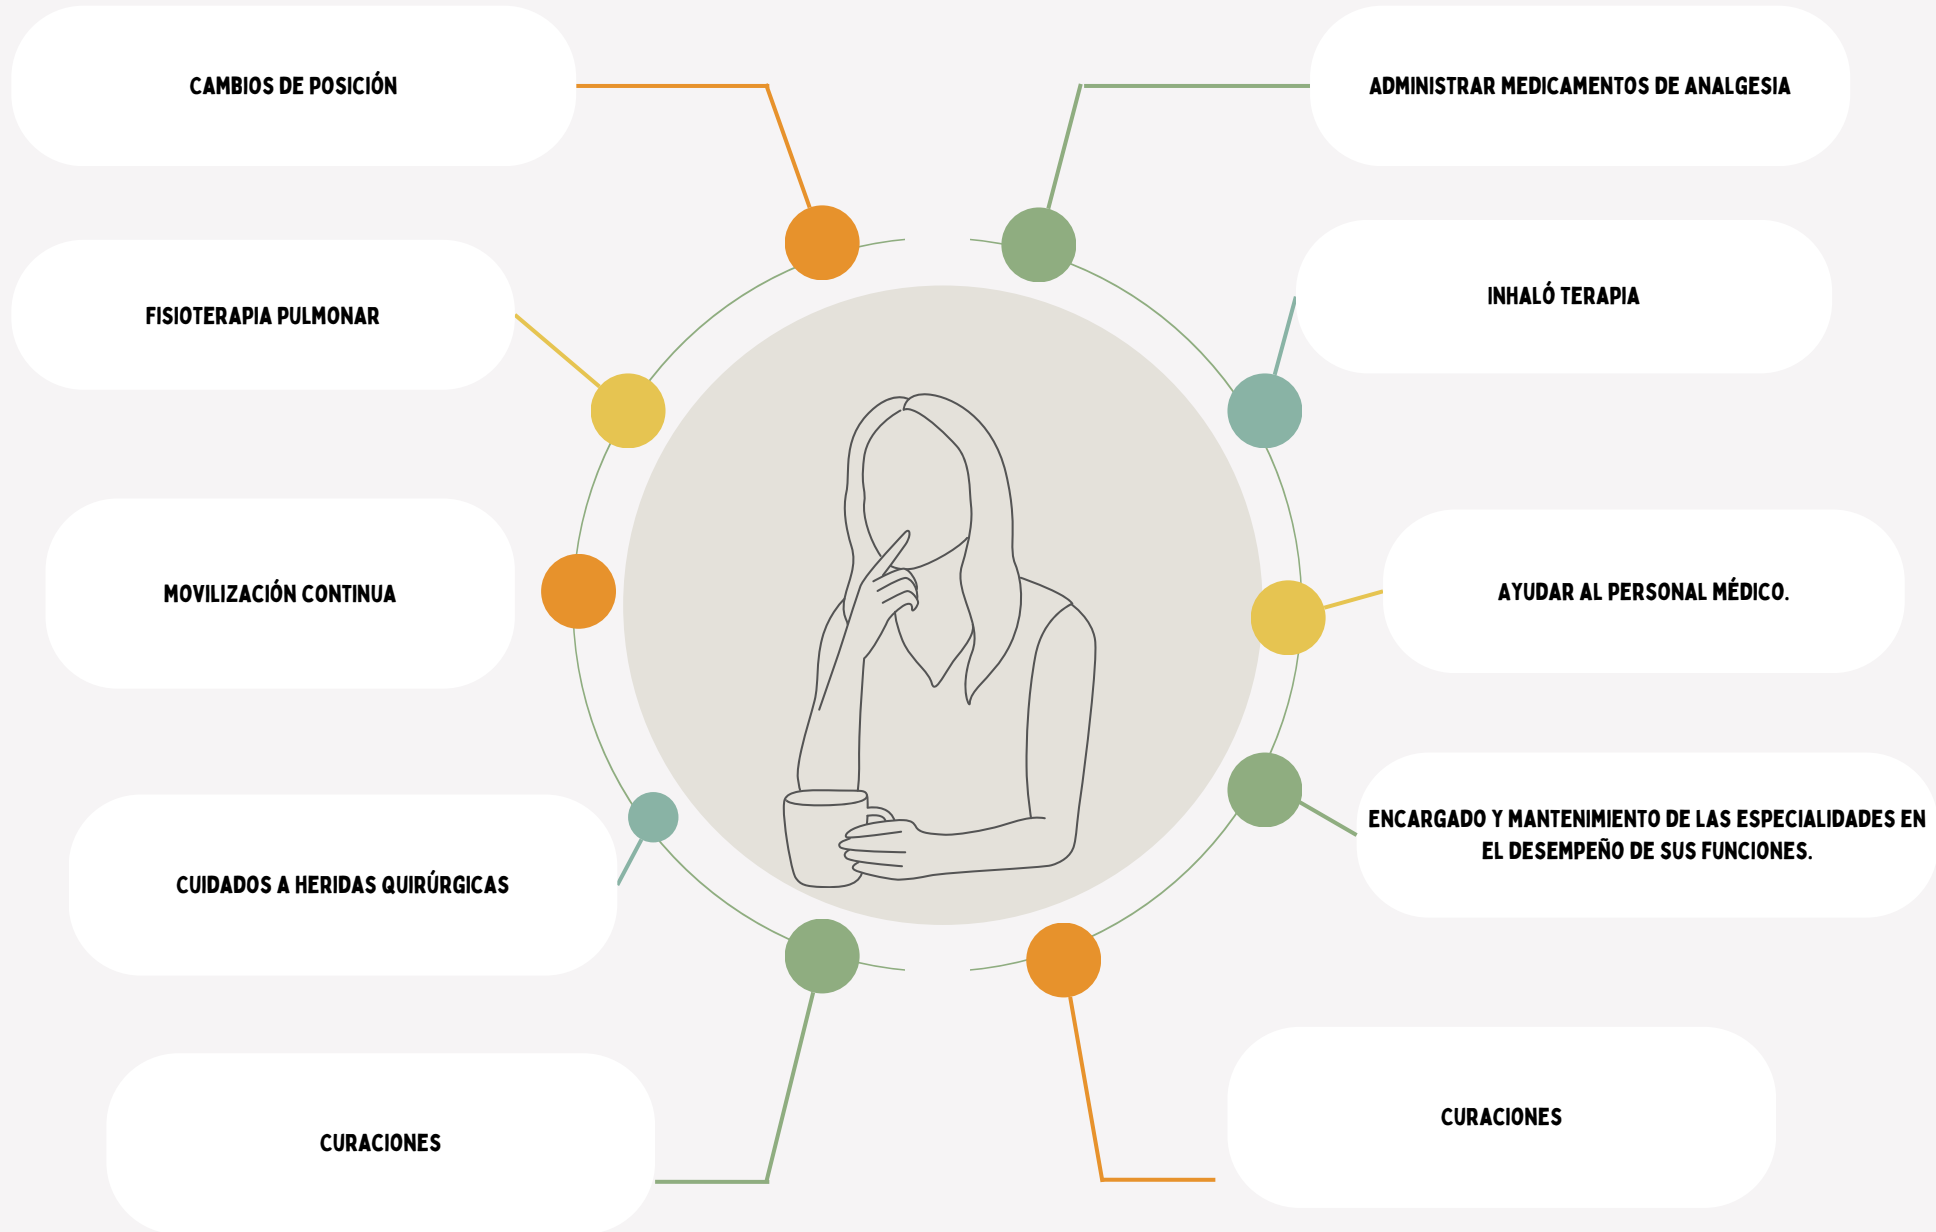 CAMBIOS DE POSICIÓN
FISIOTERAPIA PULMONAR
MOVILIZACIÓN CONTINUA
CUIDADOS A HERIDAS QUIRÚRGICAS
CURACIONES
ADMINISTRAR MEDICAMENTOS DE ANALGESIA
INHALÓ TERAPIA
AYUDAR AL PERSONAL MÉDICO.
ENCARGADO Y MANTENIMIENTO DE LAS ESPECIALIDADES EN
EL DESEMPEÑO DE SUS FUNCIONES.
CURACIONES